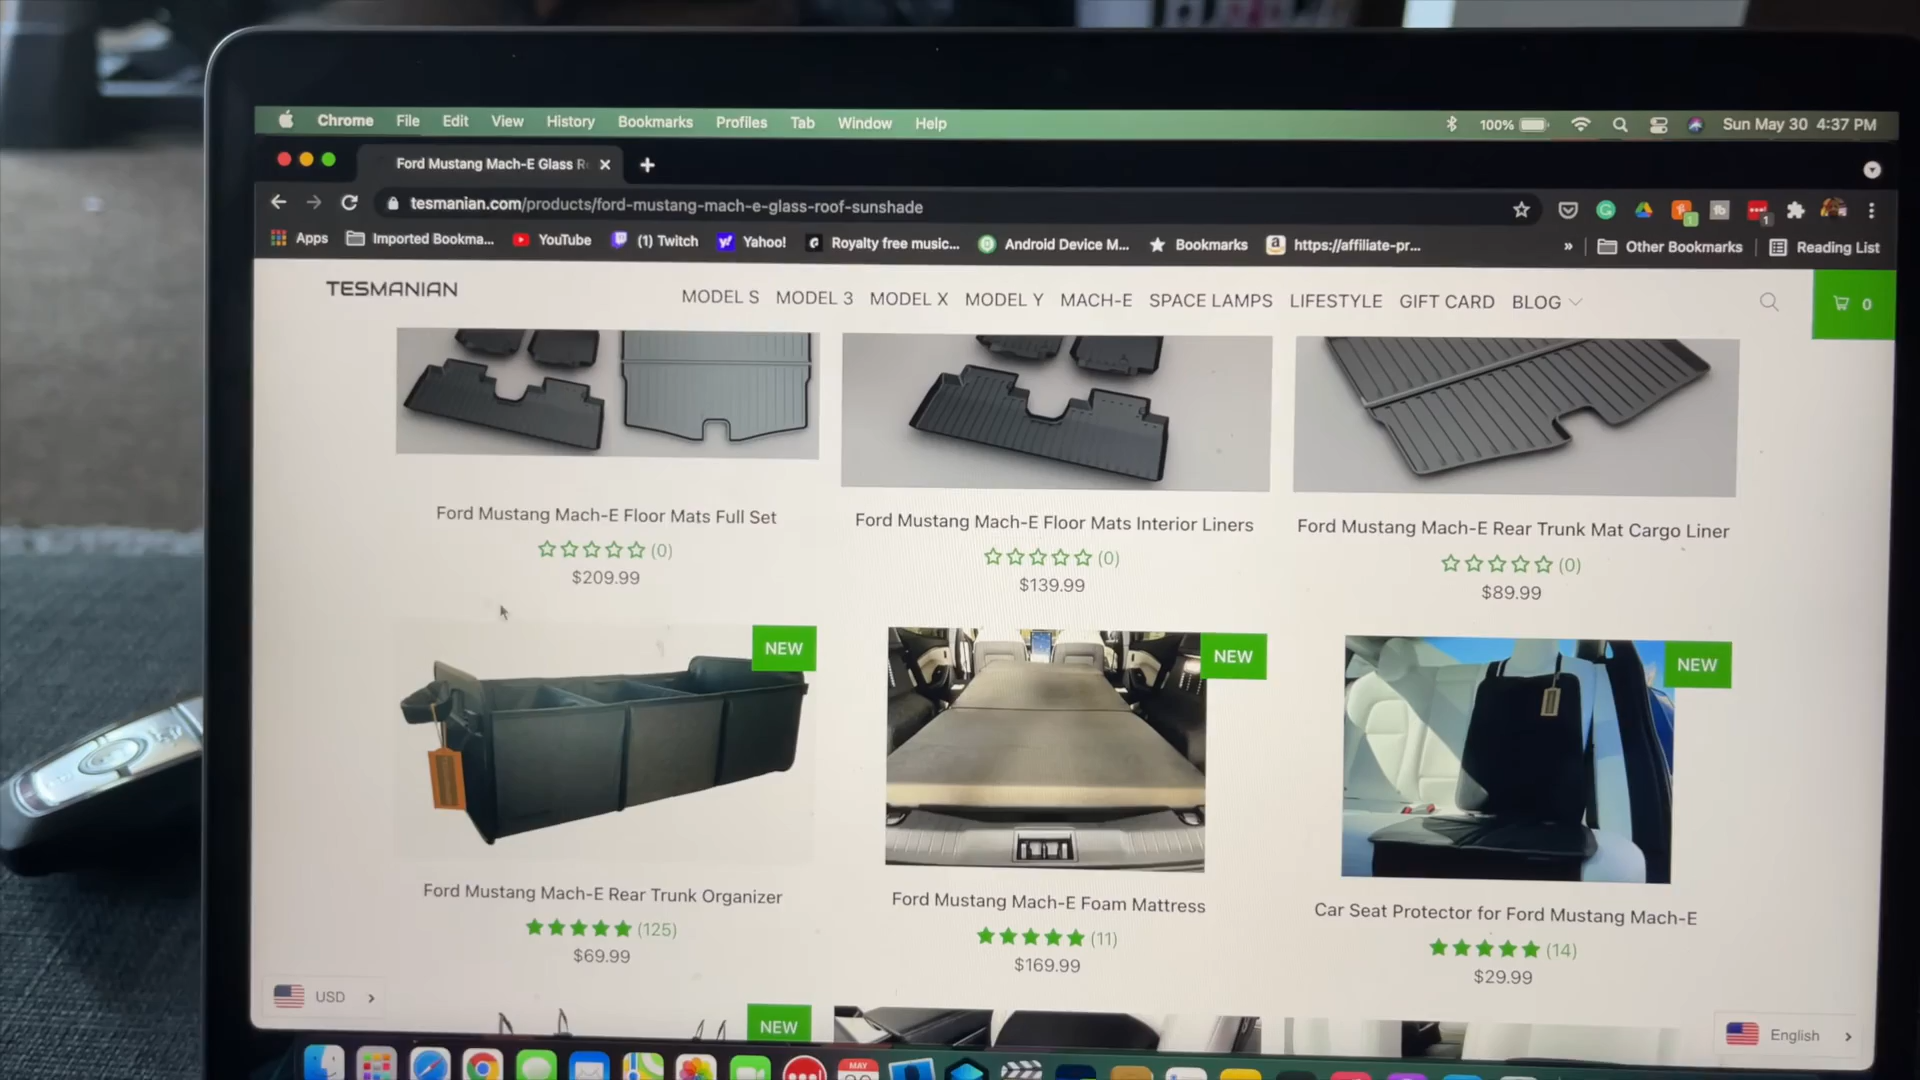 Chrome File Edit View History Bookmarks Profiles Tab Window Help 100% Sun May 30 4:37 PM
Ford Mustang Mach-E Glass R
tesmanian.com/products/ford-mustang-mach-e-glass-roof-sunshade
Apps Imported Bookma... YouTube (1) Twitch Yahoo! Royalty free music... Android Device M... Bookmarks https://affiliate-pr... » Other Bookmarks Reading List
TESMANIAN MODEL S MODEL 3 MODEL X MODEL Y MACH-E SPACE LAMPS LIFESTYLE GIFT CARD BLOG 0
Ford Mustang Mach-E Floor Mats Full Set
(0)
$209.99
Ford Mustang Mach-E Floor Mats Interior Liners
(0)
$139.99
Ford Mustang Mach-E Rear Trunk Mat Cargo Liner
(0)
$89.99
NEW
Ford Mustang Mach-E Rear Trunk Organizer
(125)
$69.99
NEW
Ford Mustang Mach-E Foam Mattress
(11)
$169.99
NEW
Car Seat Protector for Ford Mustang Mach-E
(14)
$29.99
USD
NEW
English
MAY